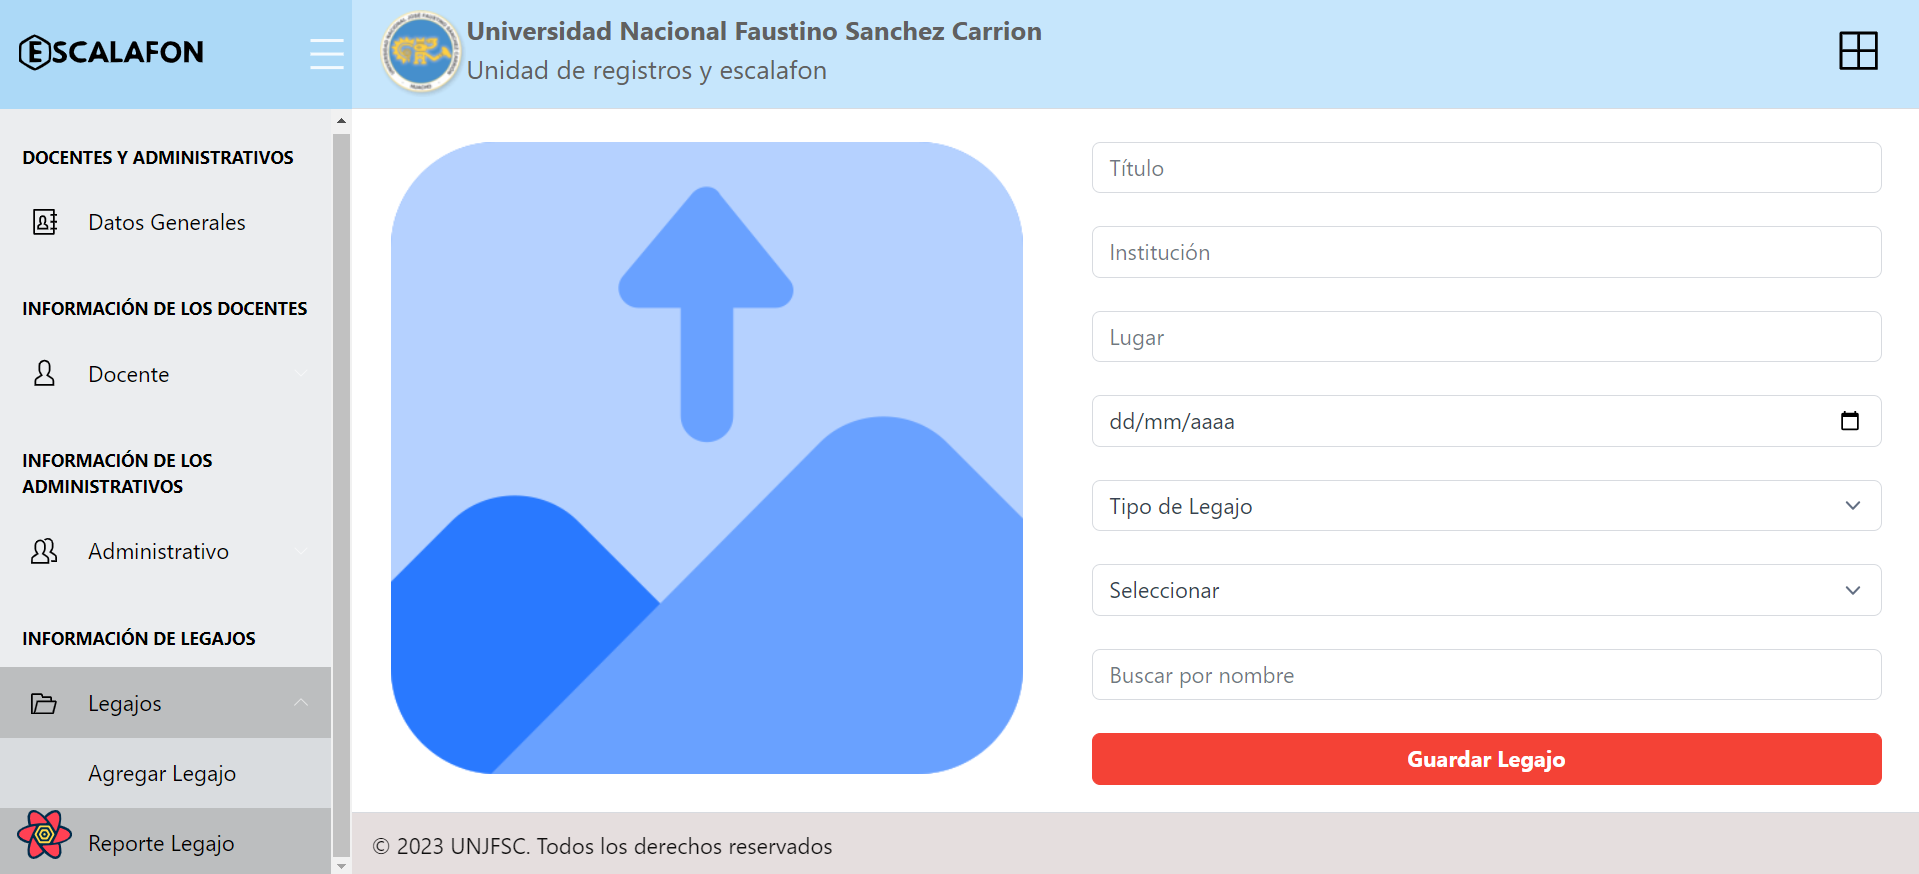 ESCALAFON
Universidad Nacional Faustino Sanchez Carrion
Unidad de registros y escalafon
DOCENTES Y ADMINISTRATIVOS
Datos Generales
INFORMACIÓN DE LOS DOCENTES
Docente
INFORMACIÓN DE LOS
ADMINISTRATIVOS
Administrativo
INFORMACIÓN DE LEGAJOS
Legajos
Agregar Legajo
Reporte Legajo
Título
Institución
Lugar
dd/mm/aaaa
Tipo de Legajo
Seleccionar
Buscar por nombre
Guardar Legajo
© 2023 UNJFSC. Todos los derechos reservados